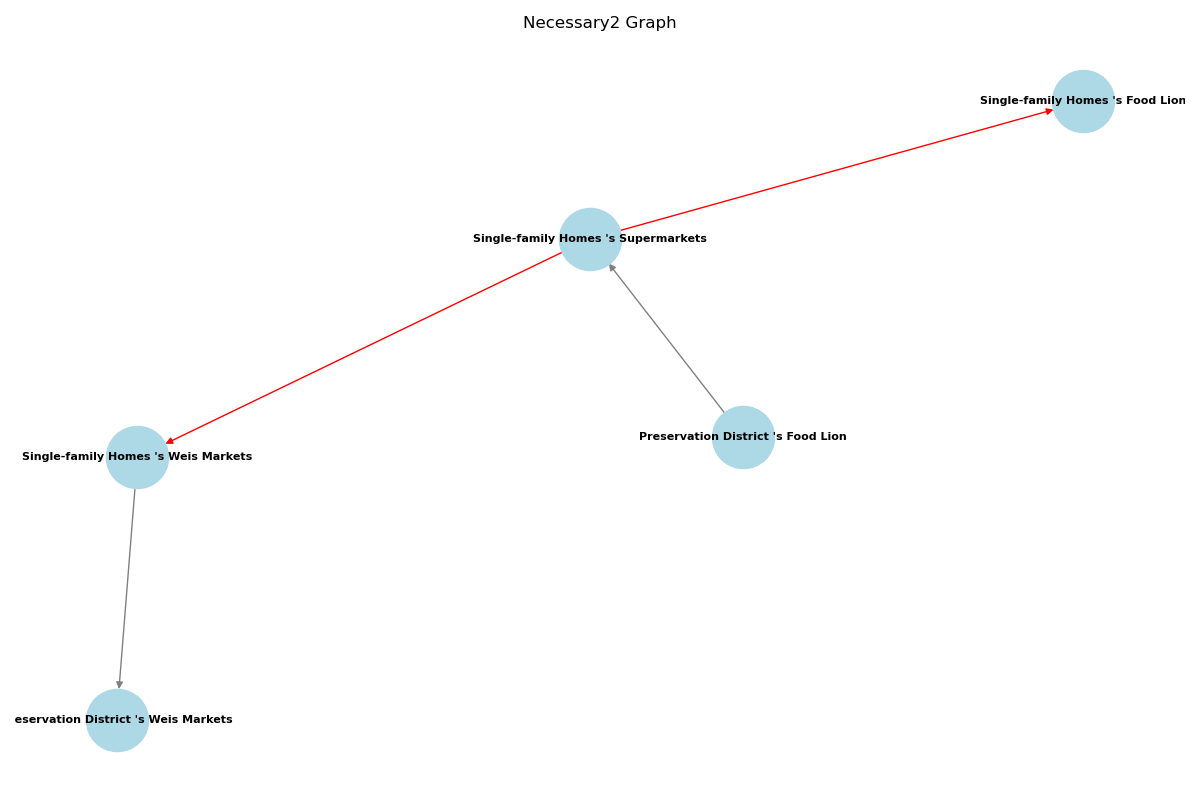 Necessary2 Graph
Single-family Homes 's Food Lion
Single-family Homes 's Supermarkets
Preservation District 's Food Lion
Single-family Homes 's Weis Markets
eservation District 's Weis Markets